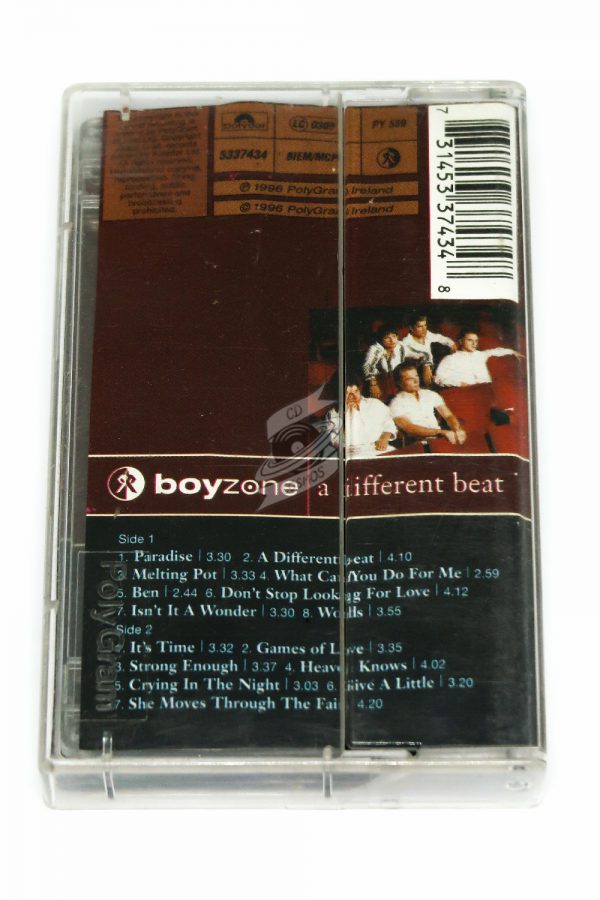 polydor
LC 0309
PY 589
5337434
BIEM/MCPS
℗ 1996 PolyGram Ireland
© 1996 PolyGram Ireland
prohibited.
7 31453 37434 8
CD
boyzone | a different beat
Side 1
1. Paradise | 3.30 2. A Different beat | 4.10
3. Melting Pot | 3.33 4. What Can You Do For Me | 2.59
5. Ben | 2.44 6. Don't Stop Looking For Love | 4.12
7. Isn't It A Wonder | 3.30 8. Words | 3.55
Side 2
1. It's Time | 3.32 2. Games of Love | 3.35
3. Strong Enough | 3.37 4. Heaven Knows | 4.02
5. Crying In The Night | 3.03 6. Give A Little | 3.20
7. She Moves Through The Fair | 4.20
PolyGram